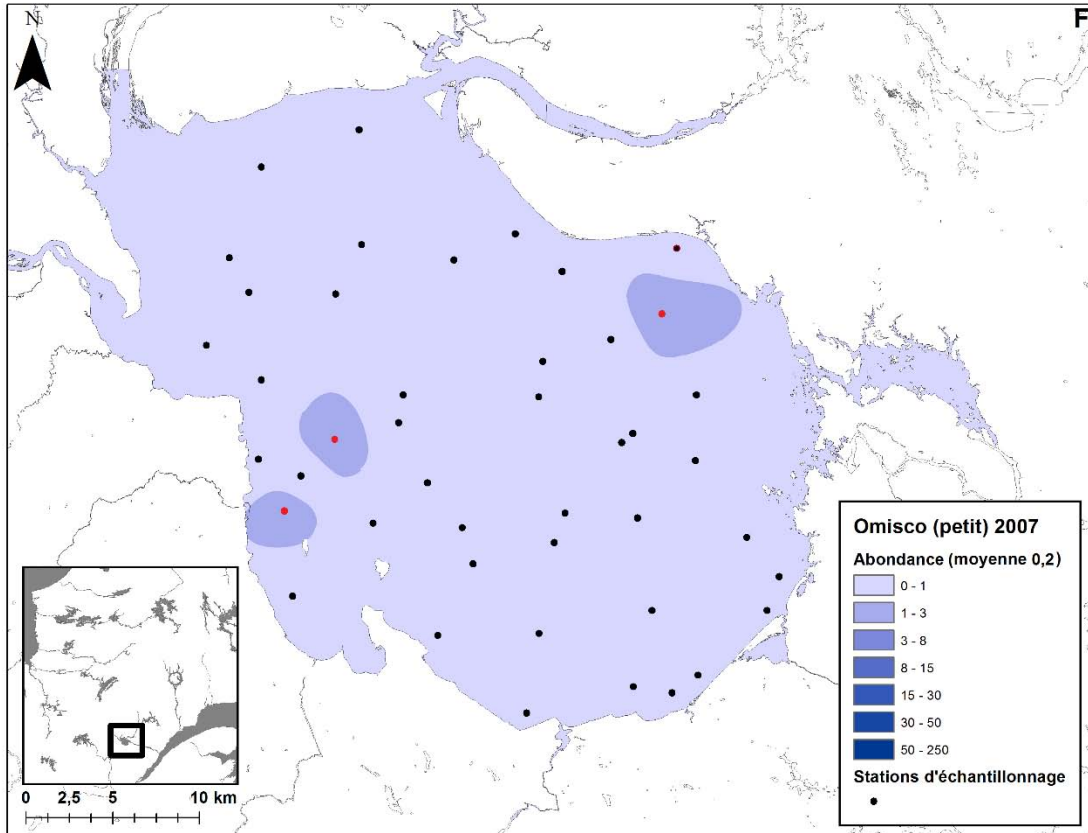 N
F
Omisco (petit) 2007
Abondance (moyenne 0,2)
0 - 1
1 - 3
3 - 8
8 - 15
15 - 30
30 - 50
50 - 250
Stations d'échantillonnage
0 2,5 5 10 km